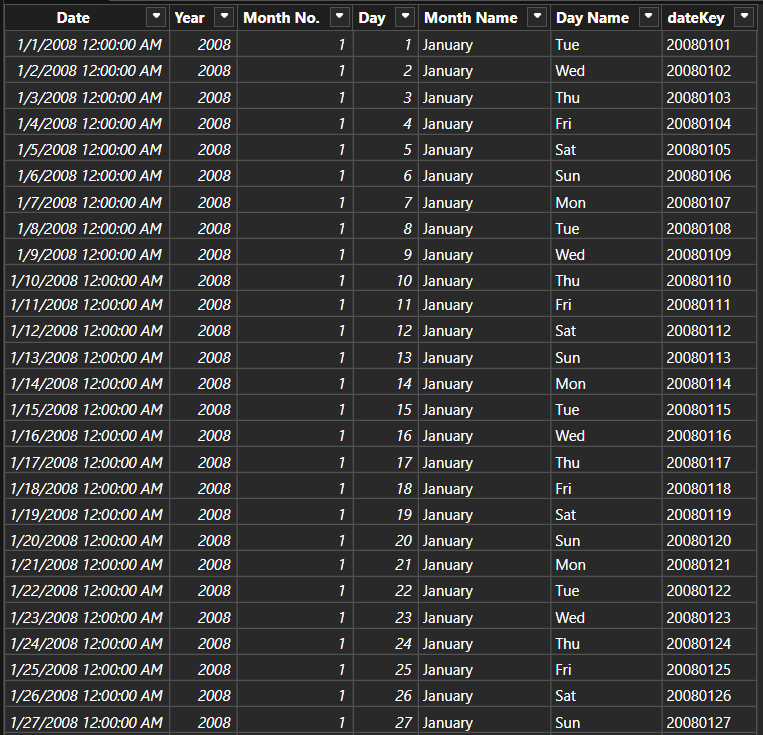 Date Year Month No. Day Month Name Day Name dateKey
1/1/2008 12:00:00 AM 2008 1 1 January Tue 20080101
1/2/2008 12:00:00 AM 2008 1 2 January Wed 20080102
1/3/2008 12:00:00 AM 2008 1 3 January Thu 20080103
1/4/2008 12:00:00 AM 2008 1 4 January Fri 20080104
1/5/2008 12:00:00 AM 2008 1 5 January Sat 20080105
1/6/2008 12:00:00 AM 2008 1 6 January Sun 20080106
1/7/2008 12:00:00 AM 2008 1 7 January Mon 20080107
1/8/2008 12:00:00 AM 2008 1 8 January Tue 20080108
1/9/2008 12:00:00 AM 2008 1 9 January Wed 20080109
1/10/2008 12:00:00 AM 2008 1 10 January Thu 20080110
1/11/2008 12:00:00 AM 2008 1 11 January Fri 20080111
1/12/2008 12:00:00 AM 2008 1 12 January Sat 20080112
1/13/2008 12:00:00 AM 2008 1 13 January Sun 20080113
1/14/2008 12:00:00 AM 2008 1 14 January Mon 20080114
1/15/2008 12:00:00 AM 2008 1 15 January Tue 20080115
1/16/2008 12:00:00 AM 2008 1 16 January Wed 20080116
1/17/2008 12:00:00 AM 2008 1 17 January Thu 20080117
1/18/2008 12:00:00 AM 2008 1 18 January Fri 20080118
1/19/2008 12:00:00 AM 2008 1 19 January Sat 20080119
1/20/2008 12:00:00 AM 2008 1 20 January Sun 20080120
1/21/2008 12:00:00 AM 2008 1 21 January Mon 20080121
1/22/2008 12:00:00 AM 2008 1 22 January Tue 20080122
1/23/2008 12:00:00 AM 2008 1 23 January Wed 20080123
1/24/2008 12:00:00 AM 2008 1 24 January Thu 20080124
1/25/2008 12:00:00 AM 2008 1 25 January Fri 20080125
1/26/2008 12:00:00 AM 2008 1 26 January Sat 20080126
1/27/2008 12:00:00 AM 2008 1 27 January Sun 20080127